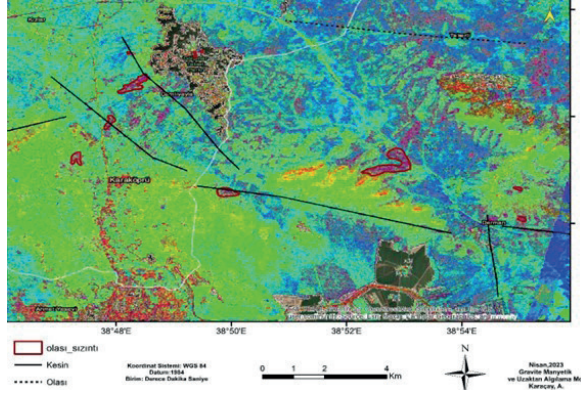 Karaköprü
38°48'E 38°50'E 38°52'E 38°54'E
olası_sızıntı
Kesin
Olası
Koordinat Sistemi: WGS 84
Datum:1984
Birim: Derece Dakika Saniye
0 1 2 4
Km
N
Nisan,2023
Gravite Manyetik
ve Uzaktan Algılama M
Karaçay, A.